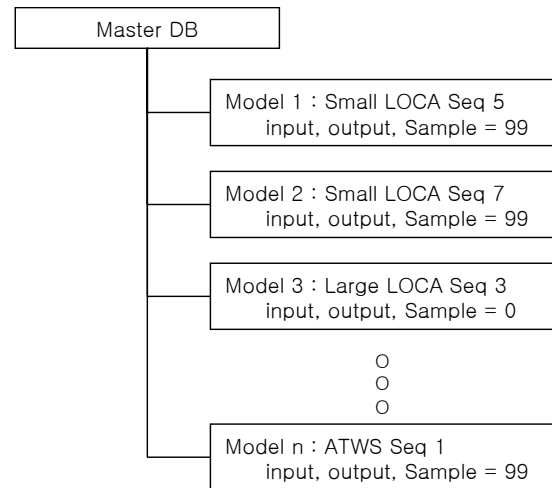 Master DB
Model 1 : Small LOCA Seq 5
input, output, Sample = 99
Model 2 : Small LOCA Seq 7
input, output, Sample = 99
Model 3 : Large LOCA Seq 3
input, output, Sample = 0
O
O
O
Model n : ATWS Seq 1
input, output, Sample = 99